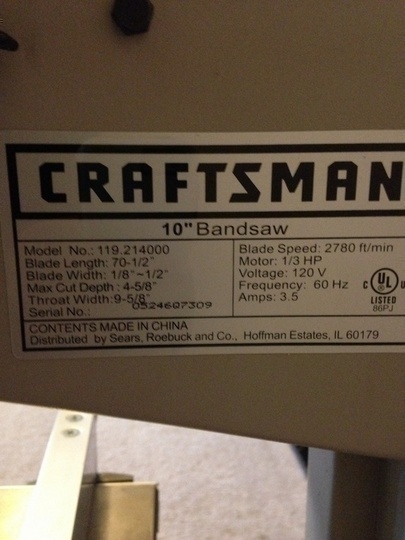 CRAFTSMAN
10" Bandsaw
Model No.: 119.214000
Blade Length: 70-1/2"
Blade Width: 1/8"~1/2"
Max Cut Depth: 4-5/8"
Throat Width:9-5/8"
Serial No.: 0524607309
Blade Speed: 2780 ft/min
Motor: 1/3 HP
Voltage: 120 V
Frequency: 60 Hz
Amps: 3.5
C UL U
LISTED
86PJ
CONTENTS MADE IN CHINA
Distributed by Sears, Roebuck and Co., Hoffman Estates, IL 60179